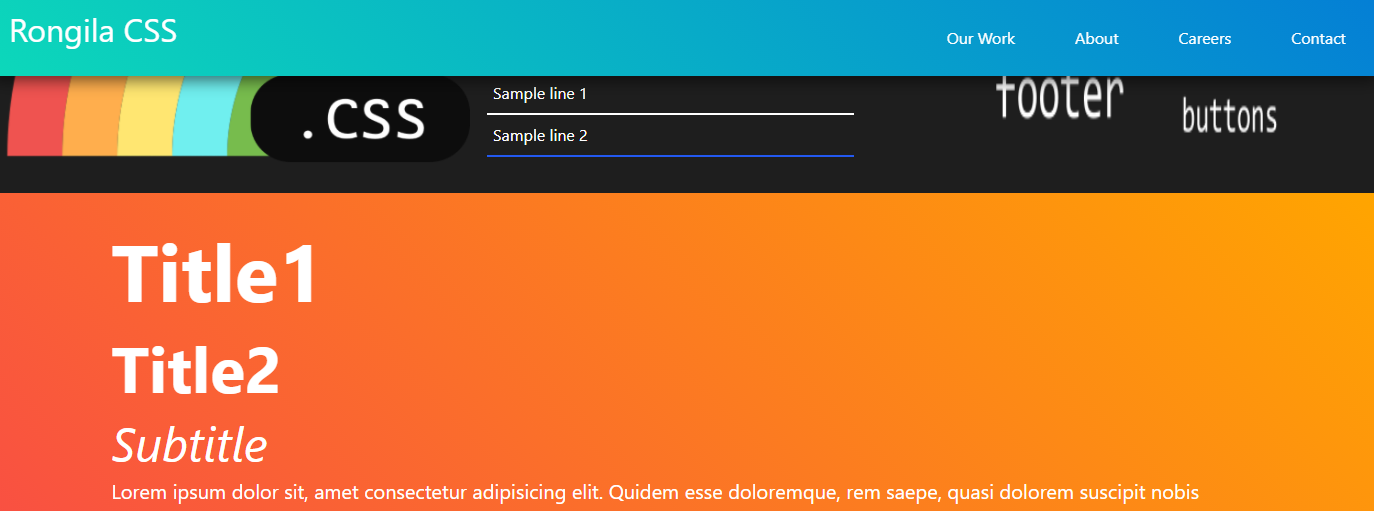 Rongila CSS
Our Work About Careers Contact
.css
Sample line 1
Sample line 2
footer
buttons
Title1
Title2
Subtitle
Lorem ipsum dolor sit, amet consectetur adipisicing elit. Quidem esse doloremque, rem saepe, quasi dolorem suscipit nobis